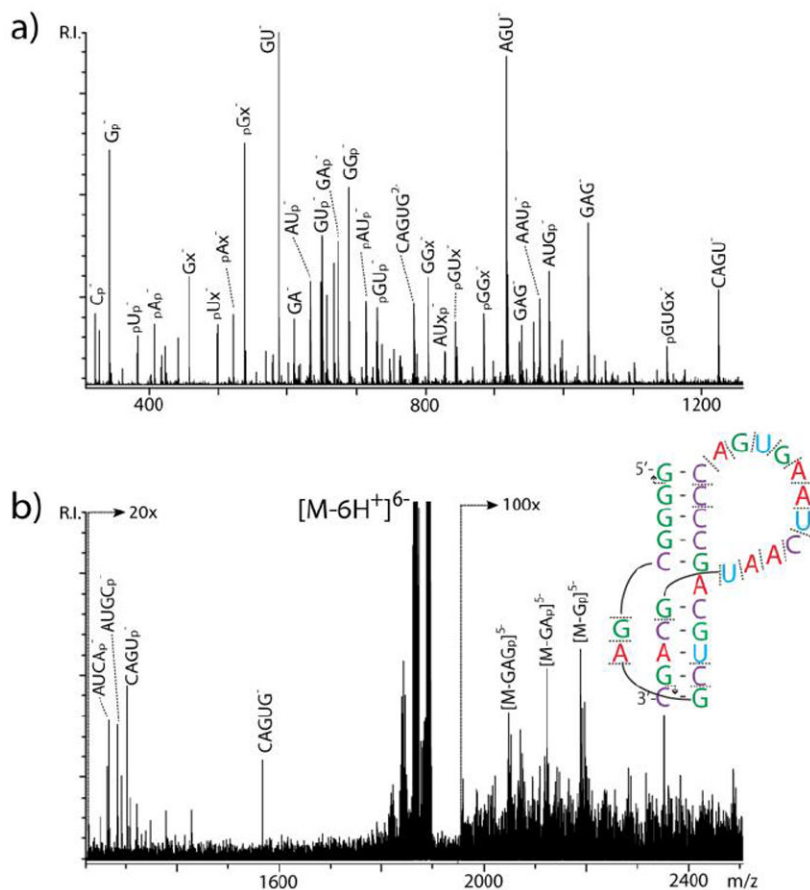 a)
R.I.
Gp⁻
Cp⁻
pUp⁻
pAp⁻
Gx⁻
pUx⁻
pAx⁻
pGx⁻
GU⁻
GA⁻
AUp⁻
GUp⁻
GAp⁻
GGp⁻
pAUp⁻
pGUp⁻
CAGUG²⁻
GGx⁻
AUxp⁻
pGUx⁻
pGGx⁻
AGU⁻
GAG⁻
AAUp⁻
AUGp⁻
GAG⁻
pGUGx⁻
CAGU⁻
400 800 1200
b)
R.I.
20x
[M-6H⁺]⁶⁻
100x
AUCAp⁻
AUGCp⁻
CAGUp⁻
CAGUG⁻
[M-GAGp]⁵⁻
[M-GAp]⁵⁻
[M-Gp]⁵⁻
A G U G A A U C A A U
5'- G - C
G - C
G - C
G - C
C - G
A
G
A
G - C
C - G
A - U
G - C
3'- C - G
1600 2000 2400 m/z